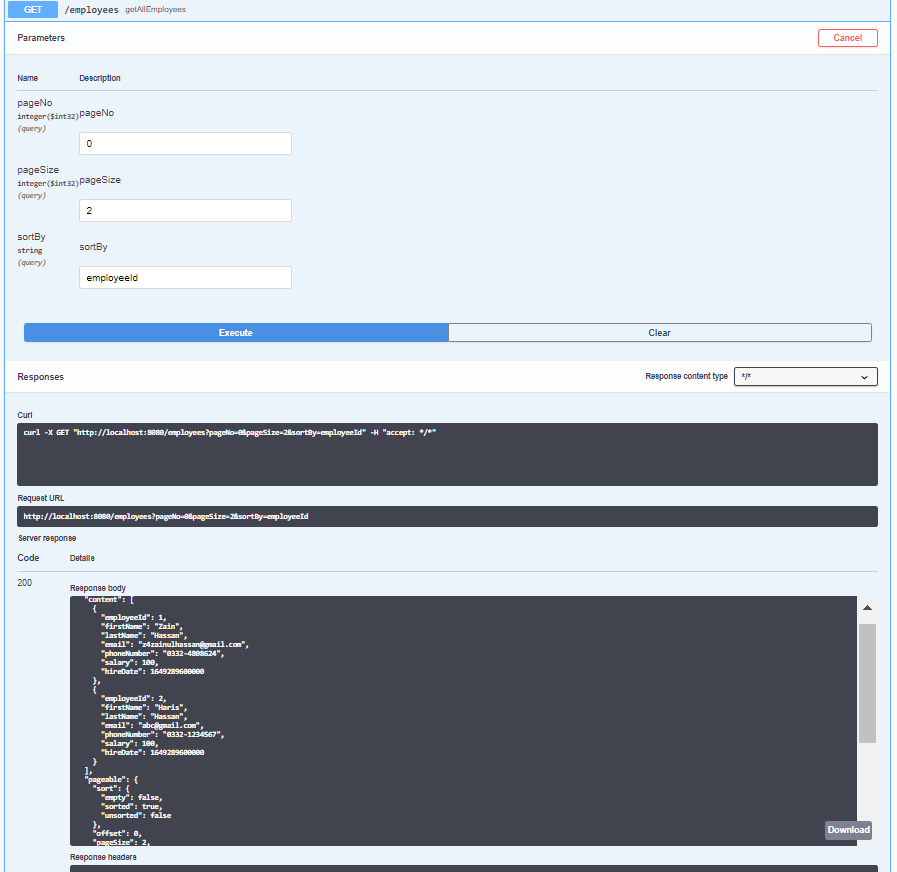 GET /employees getAllEmployees
Parameters
Cancel
Name Description
pageNo
integer($int32)
(query)
pageNo
0
pageSize
integer($int32)
(query)
pageSize
2
sortBy
string
(query)
sortBy
employeeId
Execute Clear
Responses Response content type */*
Curl
curl -X GET "http://localhost:8080/employees?pageNo=0&pageSize=2&sortBy=employeeId" -H "accept: */*"
Request URL
http://localhost:8080/employees?pageNo=0&pageSize=2&sortBy=employeeId
Server response
Code Details
200
Response body
"content": [
{
"employeeId": 1,
"firstName": "Zain",
"lastName": "Hassan",
"email": "z4zainulhassan@gmail.com",
"phoneNumber": "0332-4808624",
"salary": 100,
"hireDate": 1649289600000
},
{
"employeeId": 2,
"firstName": "Haris",
"lastName": "Hassan",
"email": "abc@gmail.com",
"phoneNumber": "0332-1234567",
"salary": 100,
"hireDate": 1649289600000
}
],
"pageable": {
"sort": {
"empty": false,
"sorted": true,
"unsorted": false
},
"offset": 0,
"pageSize": 2,
Download
Response headers